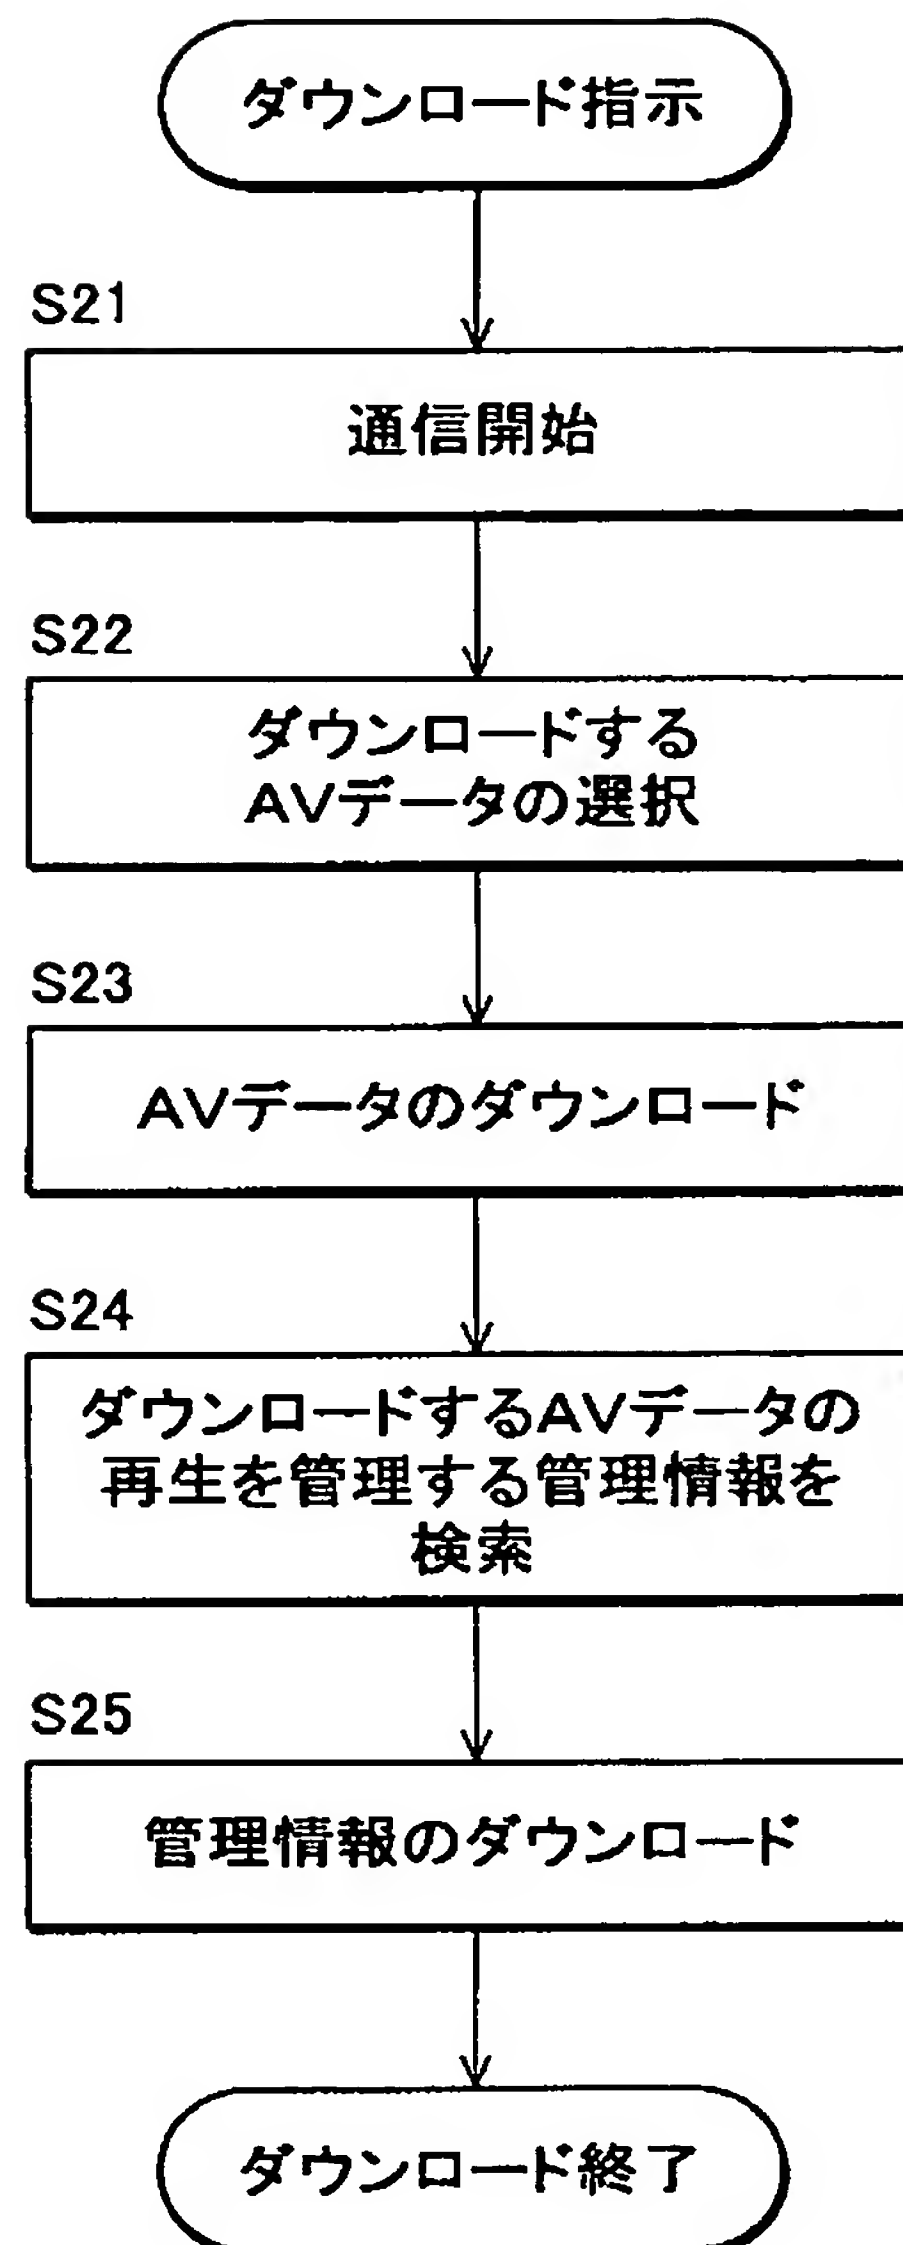 ダウンロード指示
S21
通信開始
S22
ダウンロードする
AVデータの選択
S23
AVデータのダウンロード
S24
ダウンロードするAVデータの
再生を管理する管理情報を
検索
S25
管理情報のダウンロード
ダウンロード終了